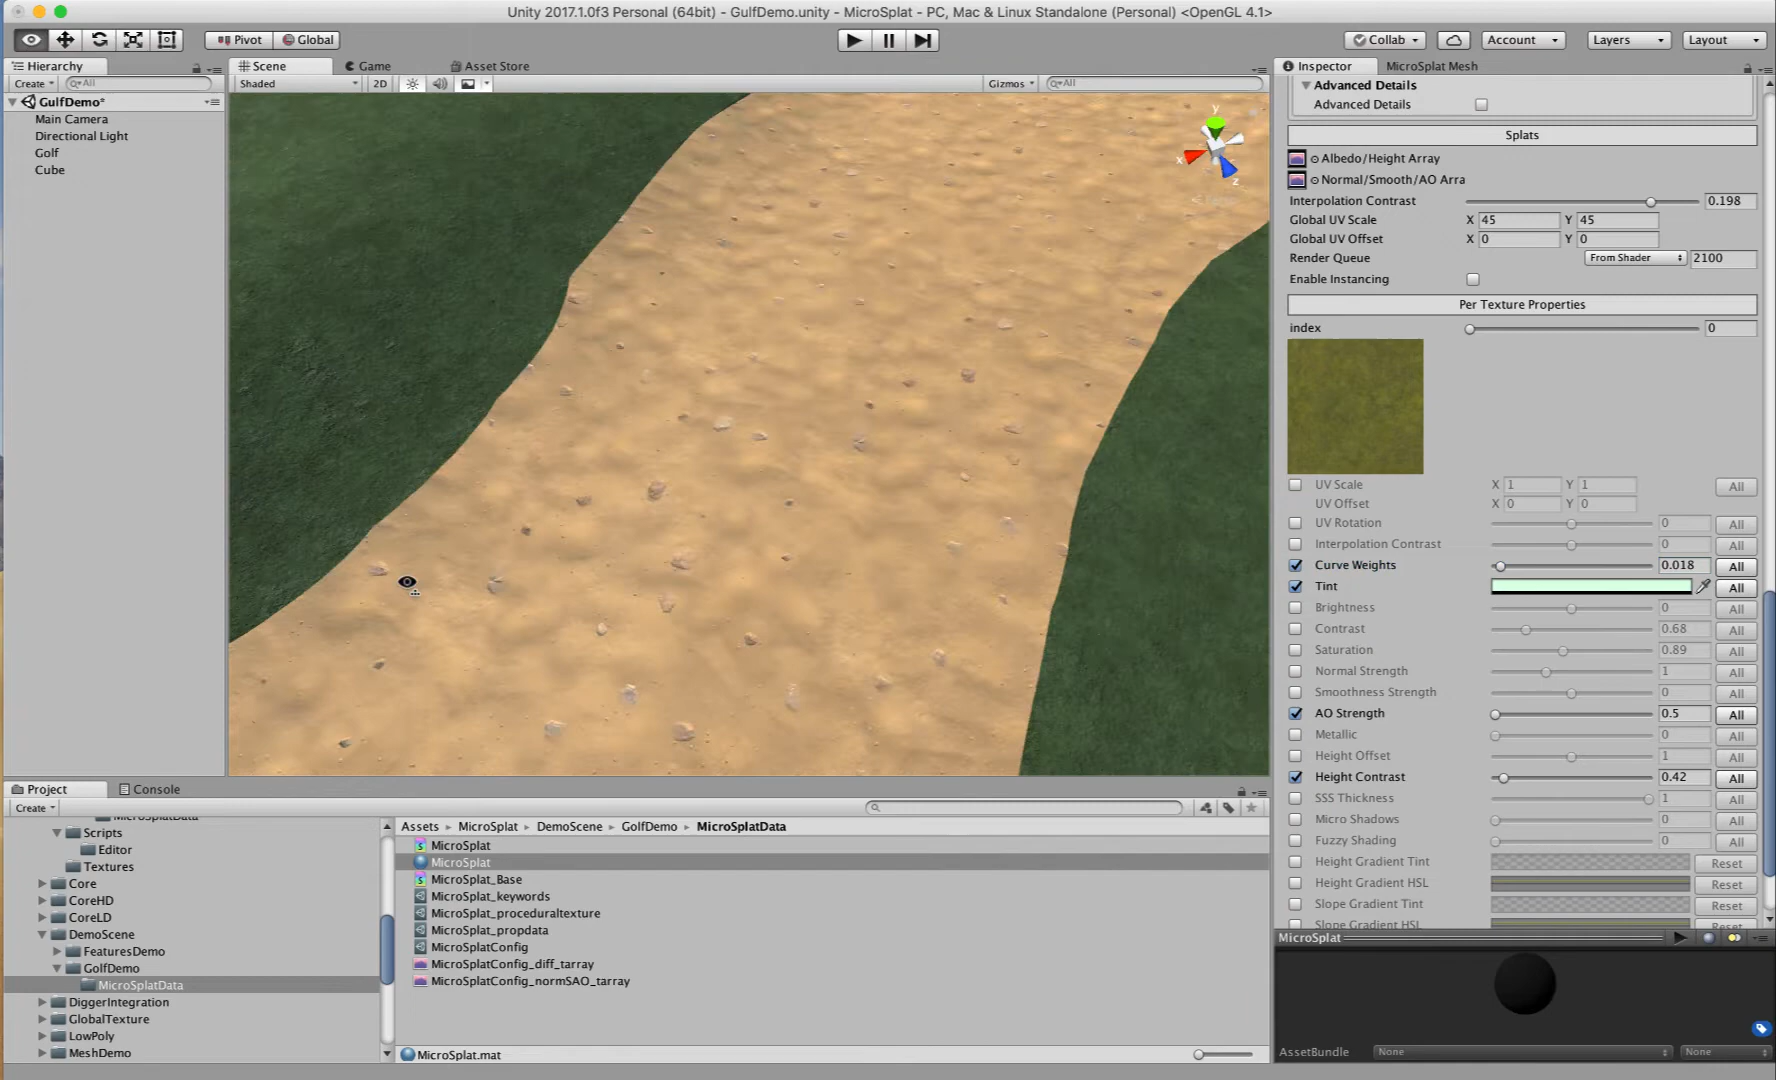 Unity 2017.1.0f3 Personal (64bit) - GulfDemo.unity - MicroSplat - PC, Mac & Linux Standalone (Personal) <OpenGL 4.1>
Pivot Global Collab Account Layers Layout
Hierarchy
Create All
GulfDemo*
Main Camera
Directional Light
Golf
Cube
Scene Game Asset Store
Shaded 2D Gizmos All
y
x
z
Inspector MicroSplat Mesh
Advanced Details
Advanced Details
Splats
Albedo/Height Array
Normal/Smooth/AO Arra
Interpolation Contrast 0.198
Global UV Scale X 45 Y 45
Global UV Offset X 0 Y 0
Render Queue From Shader 2100
Enable Instancing
Per Texture Properties
index 0
UV Scale X 1 Y 1 All
UV Offset X 0 Y 0
UV Rotation 0 All
Interpolation Contrast 0 All
Curve Weights 0.018 All
Tint All
Brightness 0 All
Contrast 0.68 All
Saturation 0.89 All
Normal Strength 1 All
Smoothness Strength 0 All
AO Strength 0.5 All
Metallic 0 All
Height Offset 1 All
Height Contrast 0.42 All
SSS Thickness 1 All
Micro Shadows 0 All
Fuzzy Shading 0 All
Height Gradient Tint Reset
Height Gradient HSL Reset
Slope Gradient Tint Reset
Slope Gradient HSL Reset
MicroSplat
AssetBundle None None
Project Console
Create
MicroSplatData
Scripts
Editor
Textures
Core
CoreHD
CoreLD
DemoScene
FeaturesDemo
GolfDemo
MicroSplatData
DiggerIntegration
GlobalTexture
LowPoly
MeshDemo
Assets MicroSplat DemoScene GolfDemo MicroSplatData
MicroSplat
MicroSplat
MicroSplat_Base
MicroSplat_keywords
MicroSplat_proceduraltexture
MicroSplat_propdata
MicroSplatConfig
MicroSplatConfig_diff_tarray
MicroSplatConfig_normSAO_tarray
MicroSplat.mat